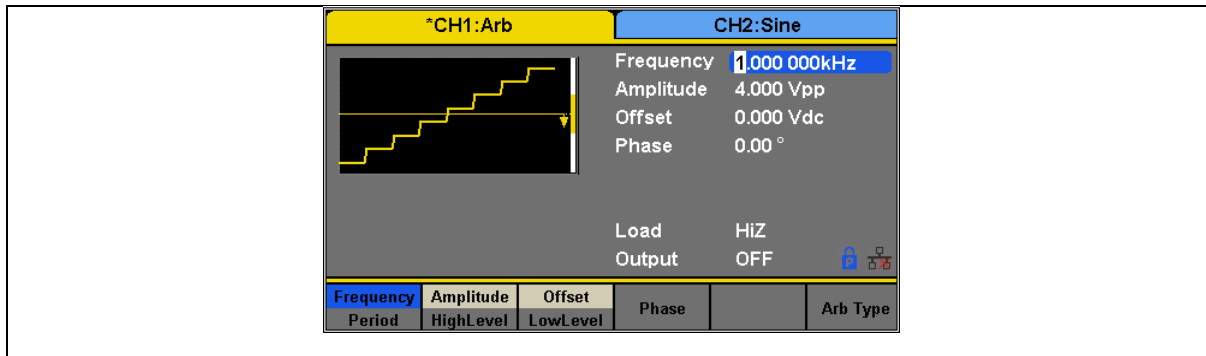 *CH1:Arb
CH2:Sine
Frequency 1.000 000kHz
Amplitude 4.000 Vpp
Offset 0.000 Vdc
Phase 0.00 °
Load HiZ
Output OFF
P
Frequency Amplitude Offset Phase Arb Type
Period HighLevel LowLevel